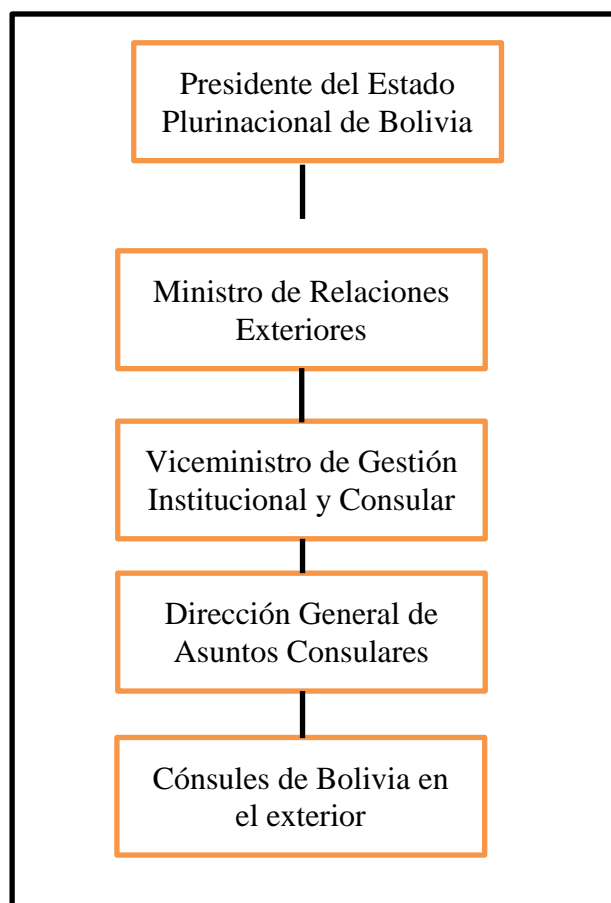 Presidente del Estado
Plurinacional de Bolivia
Ministro de Relaciones
Exteriores
Viceministro de Gestión
Institucional y Consular
Dirección General de
Asuntos Consulares
Cónsules de Bolivia en
el exterior